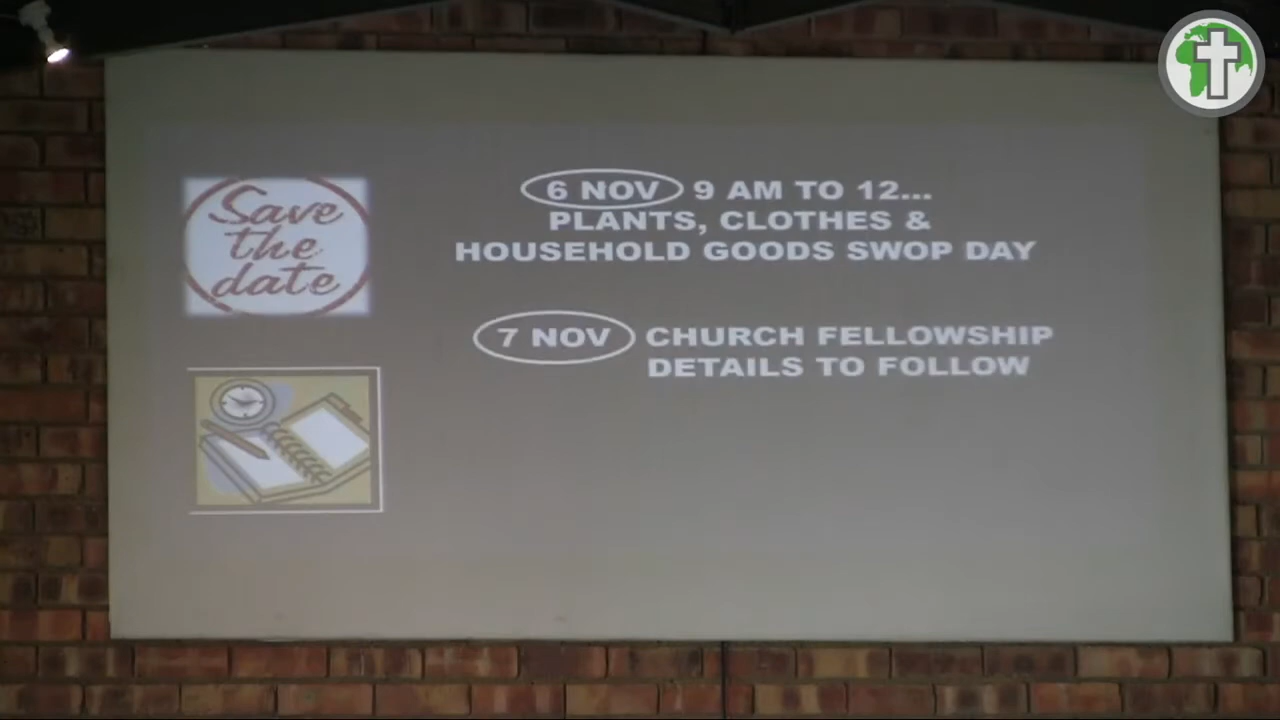 Save
the
date
6 NOV 9 AM TO 12...
PLANTS, CLOTHES &
HOUSEHOLD GOODS SWOP DAY
7 NOV CHURCH FELLOWSHIP
DETAILS TO FOLLOW